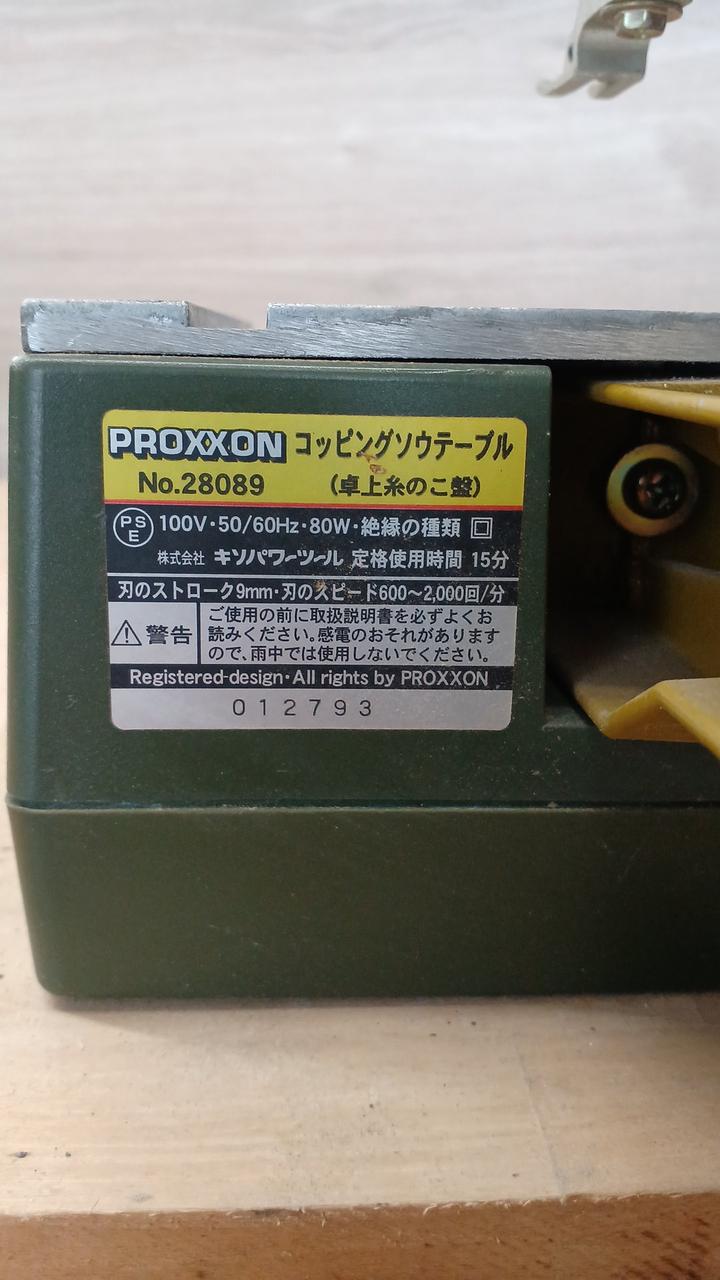 PROXXON コッピングソウテーブル
No.28089 (卓上糸のこ盤)
PSE 100V・50/60Hz・80W・絶縁の種類 回
株式会社 キソパワーツール 定格使用時間 15分
刃のストローク9mm・刃のスピード600〜2,000回/分
警告
ご使用の前に取扱説明書を必ずよくお
読みください。感電のおそれがあります
ので、雨中では使用しないでください。
Registered-design・All rights by PROXXON
012793